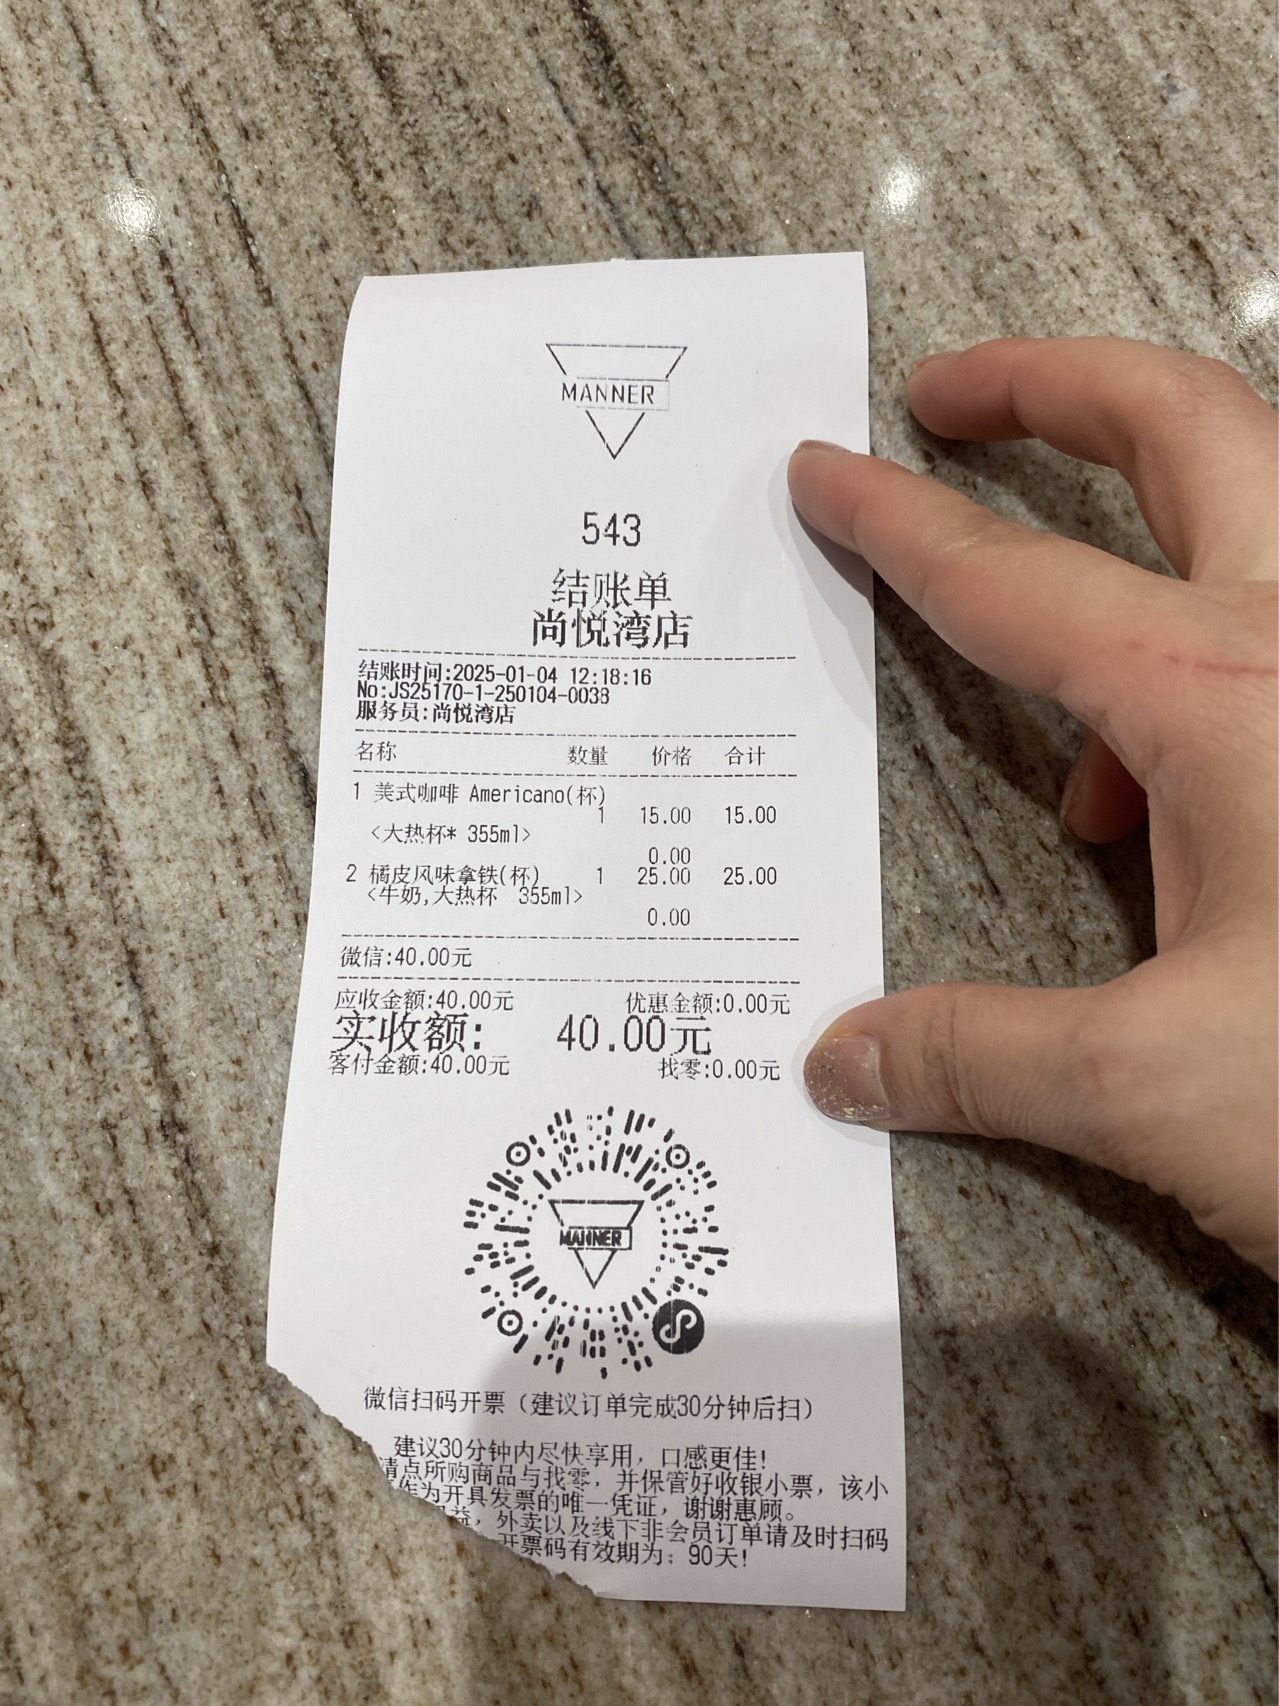 MANNER
543
结账单
尚悦湾店
结账时间:2025-01-04 12:18:16
No:JS25170-1-250104-0038
服务员:尚悦湾店
名称 数量 价格 合计
1 美式咖啡 Americano(杯)
1 15.00 15.00
<大热杯* 355ml>
0.00
2 橘皮风味拿铁(杯) 1 25.00 25.00
<牛奶,大热杯 355ml>
0.00
微信:40.00元
应收金额:40.00元 优惠金额:0.00元
实收额: 40.00元
客付金额:40.00元 找零:0.00元
MANNER
微信扫码开票（建议订单完成30分钟后扫）
建议30分钟内尽快享用，口感更佳!
清点所购商品与找零，并保管好收银小票，该小
作为开具发票的唯一凭证，谢谢惠顾。
益，外卖以及线下非会员订单请及时扫码
开票码有效期为：90天!